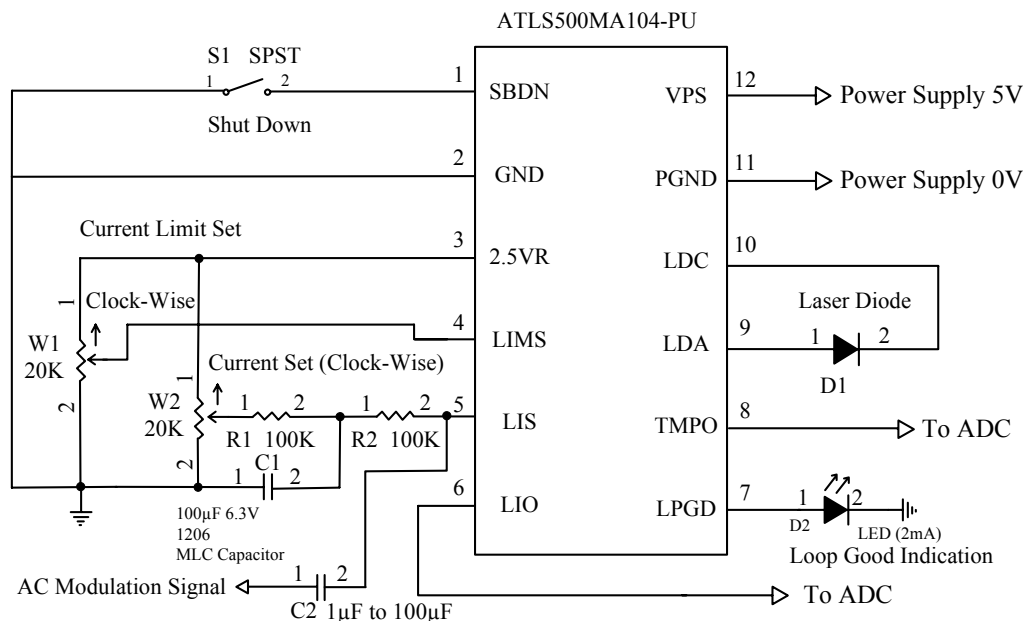 ATLS500MA104-PU
S1 SPST
1 2
Shut Down
1 SBDN
VPS 12
Power Supply 5V
2 GND
PGND 11
Power Supply 0V
Current Limit Set
3 2.5VR
LDC 10
1 Clock-Wise
Laser Diode
W1
20K
2
4 LIMS
LDA 9
1 2
D1
Current Set (Clock-Wise)
1
W2
20K
2
1 2
R1 100K
1 2
R2 100K
5 LIS
TMPO 8
To ADC
C1
1 2
100µF 6.3V
1206
MLC Capacitor
6 LIO
LPGD 7
1 2
D2
LED (2mA)
Loop Good Indication
AC Modulation Signal
1 2
C2 1µF to 100µF
To ADC